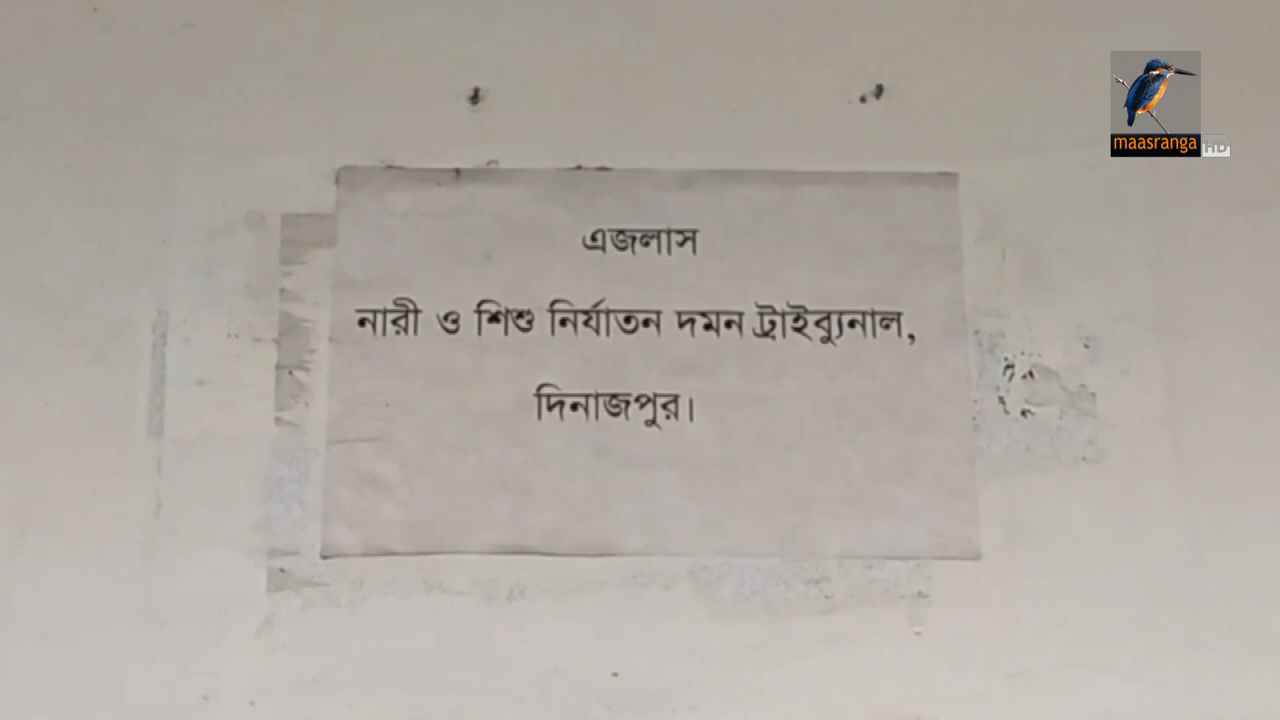 maasranga HD
এজলাস
নারী ও শিশু নির্যাতন দমন ট্রাইব্যুনাল,
দিনাজপুর।